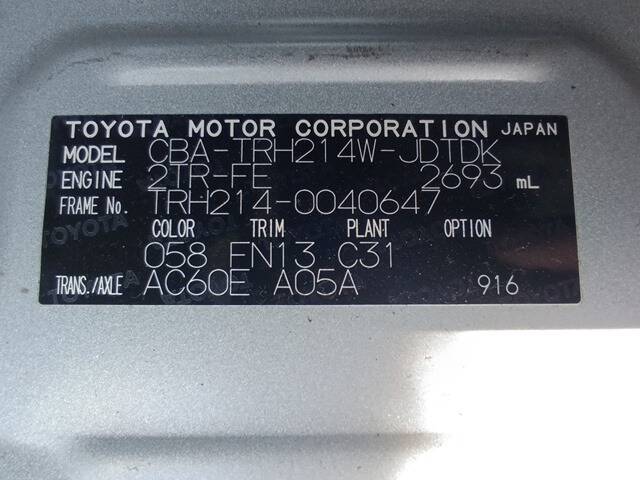 TOYOTA MOTOR CORPORATION JAPAN
MODEL CBA-TRH214W-JDTDK
ENGINE 2TR-FE 2693 mL
FRAME No. TRH214-0040647
COLOR TRIM PLANT OPTION
058 FN13 C31
TRANS./AXLE AC60E A05A 916